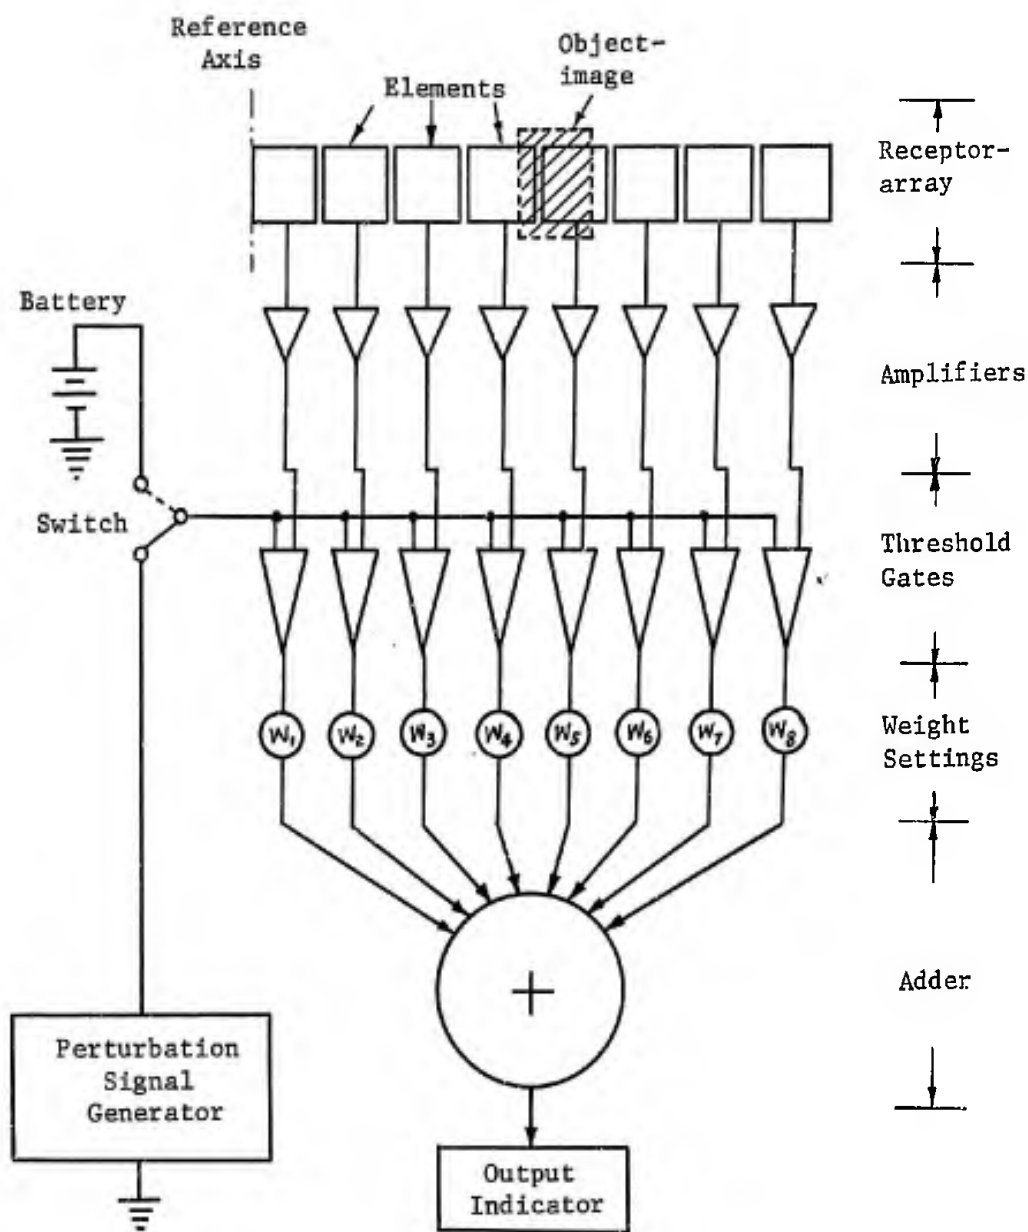 Reference
Axis
Object-
image
Elements
Receptor-
array
Battery
Amplifiers
Switch
Threshold
Gates
W1 W2 W3 W4 W5 W6 W7 W8
Weight
Settings
+
Adder
Perturbation
Signal
Generator
Output
Indicator